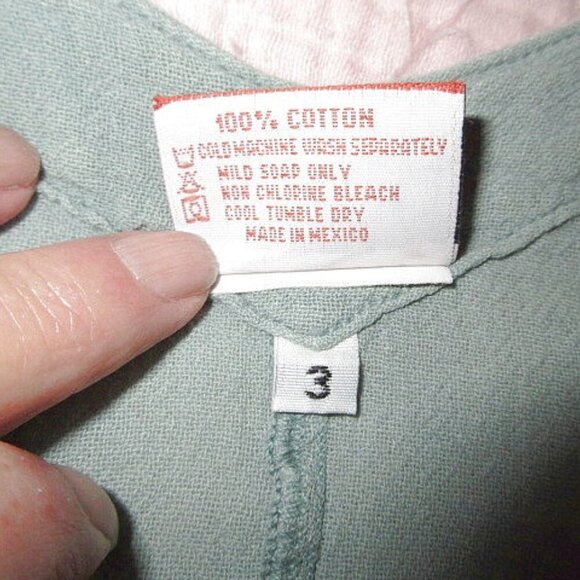 100% COTTON
COLD MACHINE WASH SEPARATELY
MILD SOAP ONLY
NON CHLORINE BLEACH
COOL TUMBLE DRY
MADE IN MEXICO
3